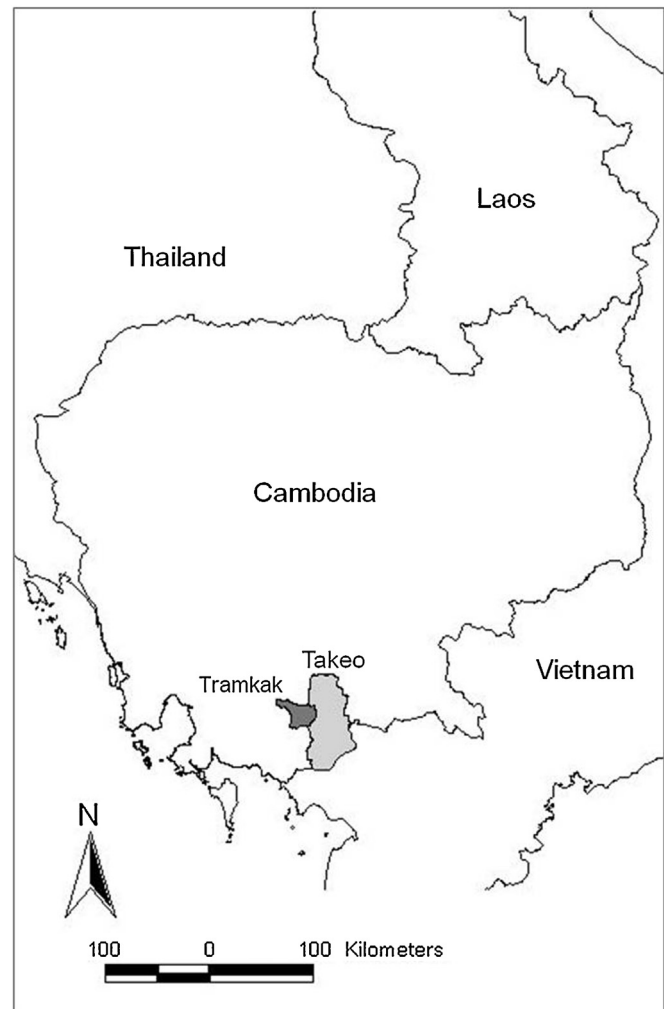 Laos
Thailand
Cambodia
Takeo
Tramkak
Vietnam
N
100 0 100 Kilometers